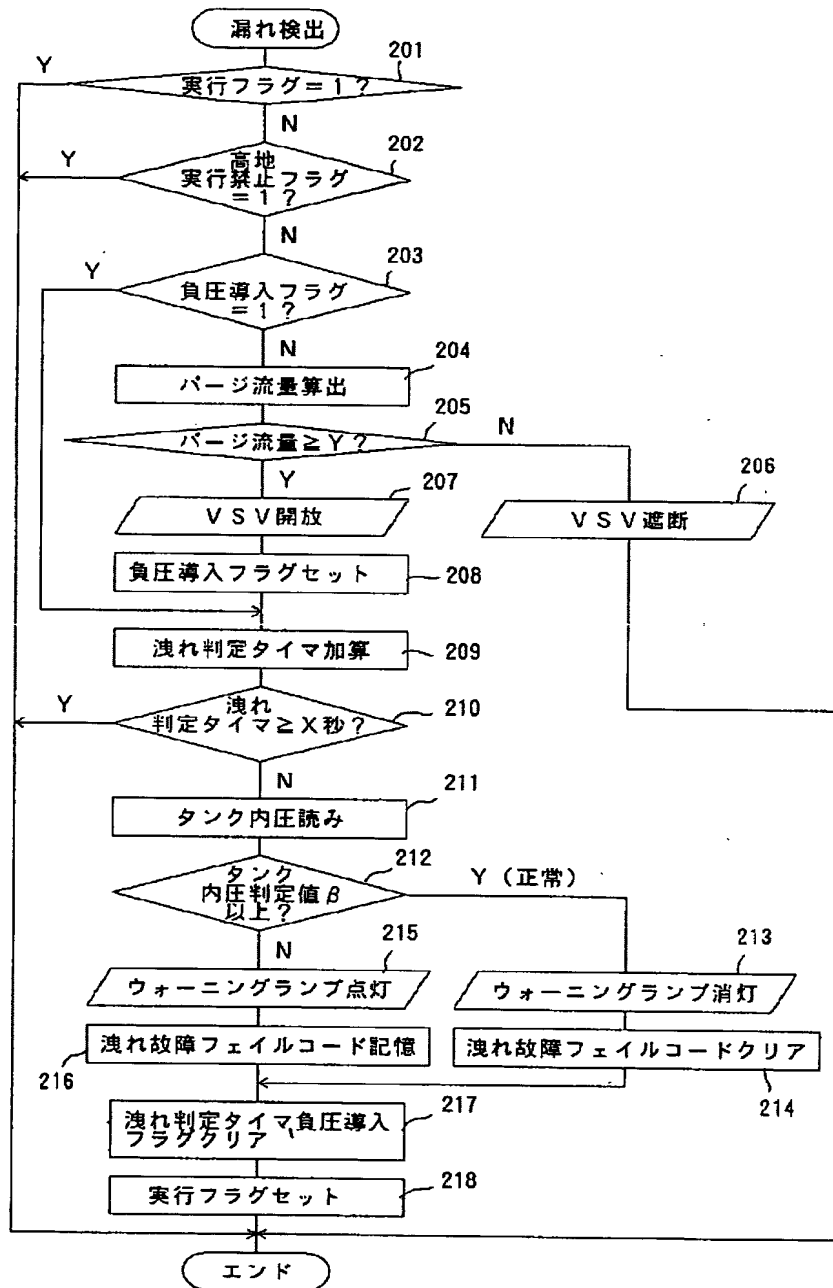 漏れ検出
201
Y
実行フラグ=1?
N
202
Y
高地
実行禁止フラグ
=1?
N
203
Y
負圧導入フラグ
=1?
N
204
パージ流量算出
205
パージ流量≧Y?
N
Y
207
206
VSV開放
VSV遮断
負圧導入フラグセット
208
洩れ判定タイマ加算
209
Y
洩れ
判定タイマ≧X秒?
210
N
211
タンク内圧読み
212
タンク
内圧判定値β
以上?
Y(正常)
N
215
213
ウォーニングランプ点灯
ウォーニングランプ消灯
216
洩れ故障フェイルコード記憶
洩れ故障フェイルコードクリア
214
217
洩れ判定タイマ、負圧導入
フラグクリア
218
実行フラグセット
エンド